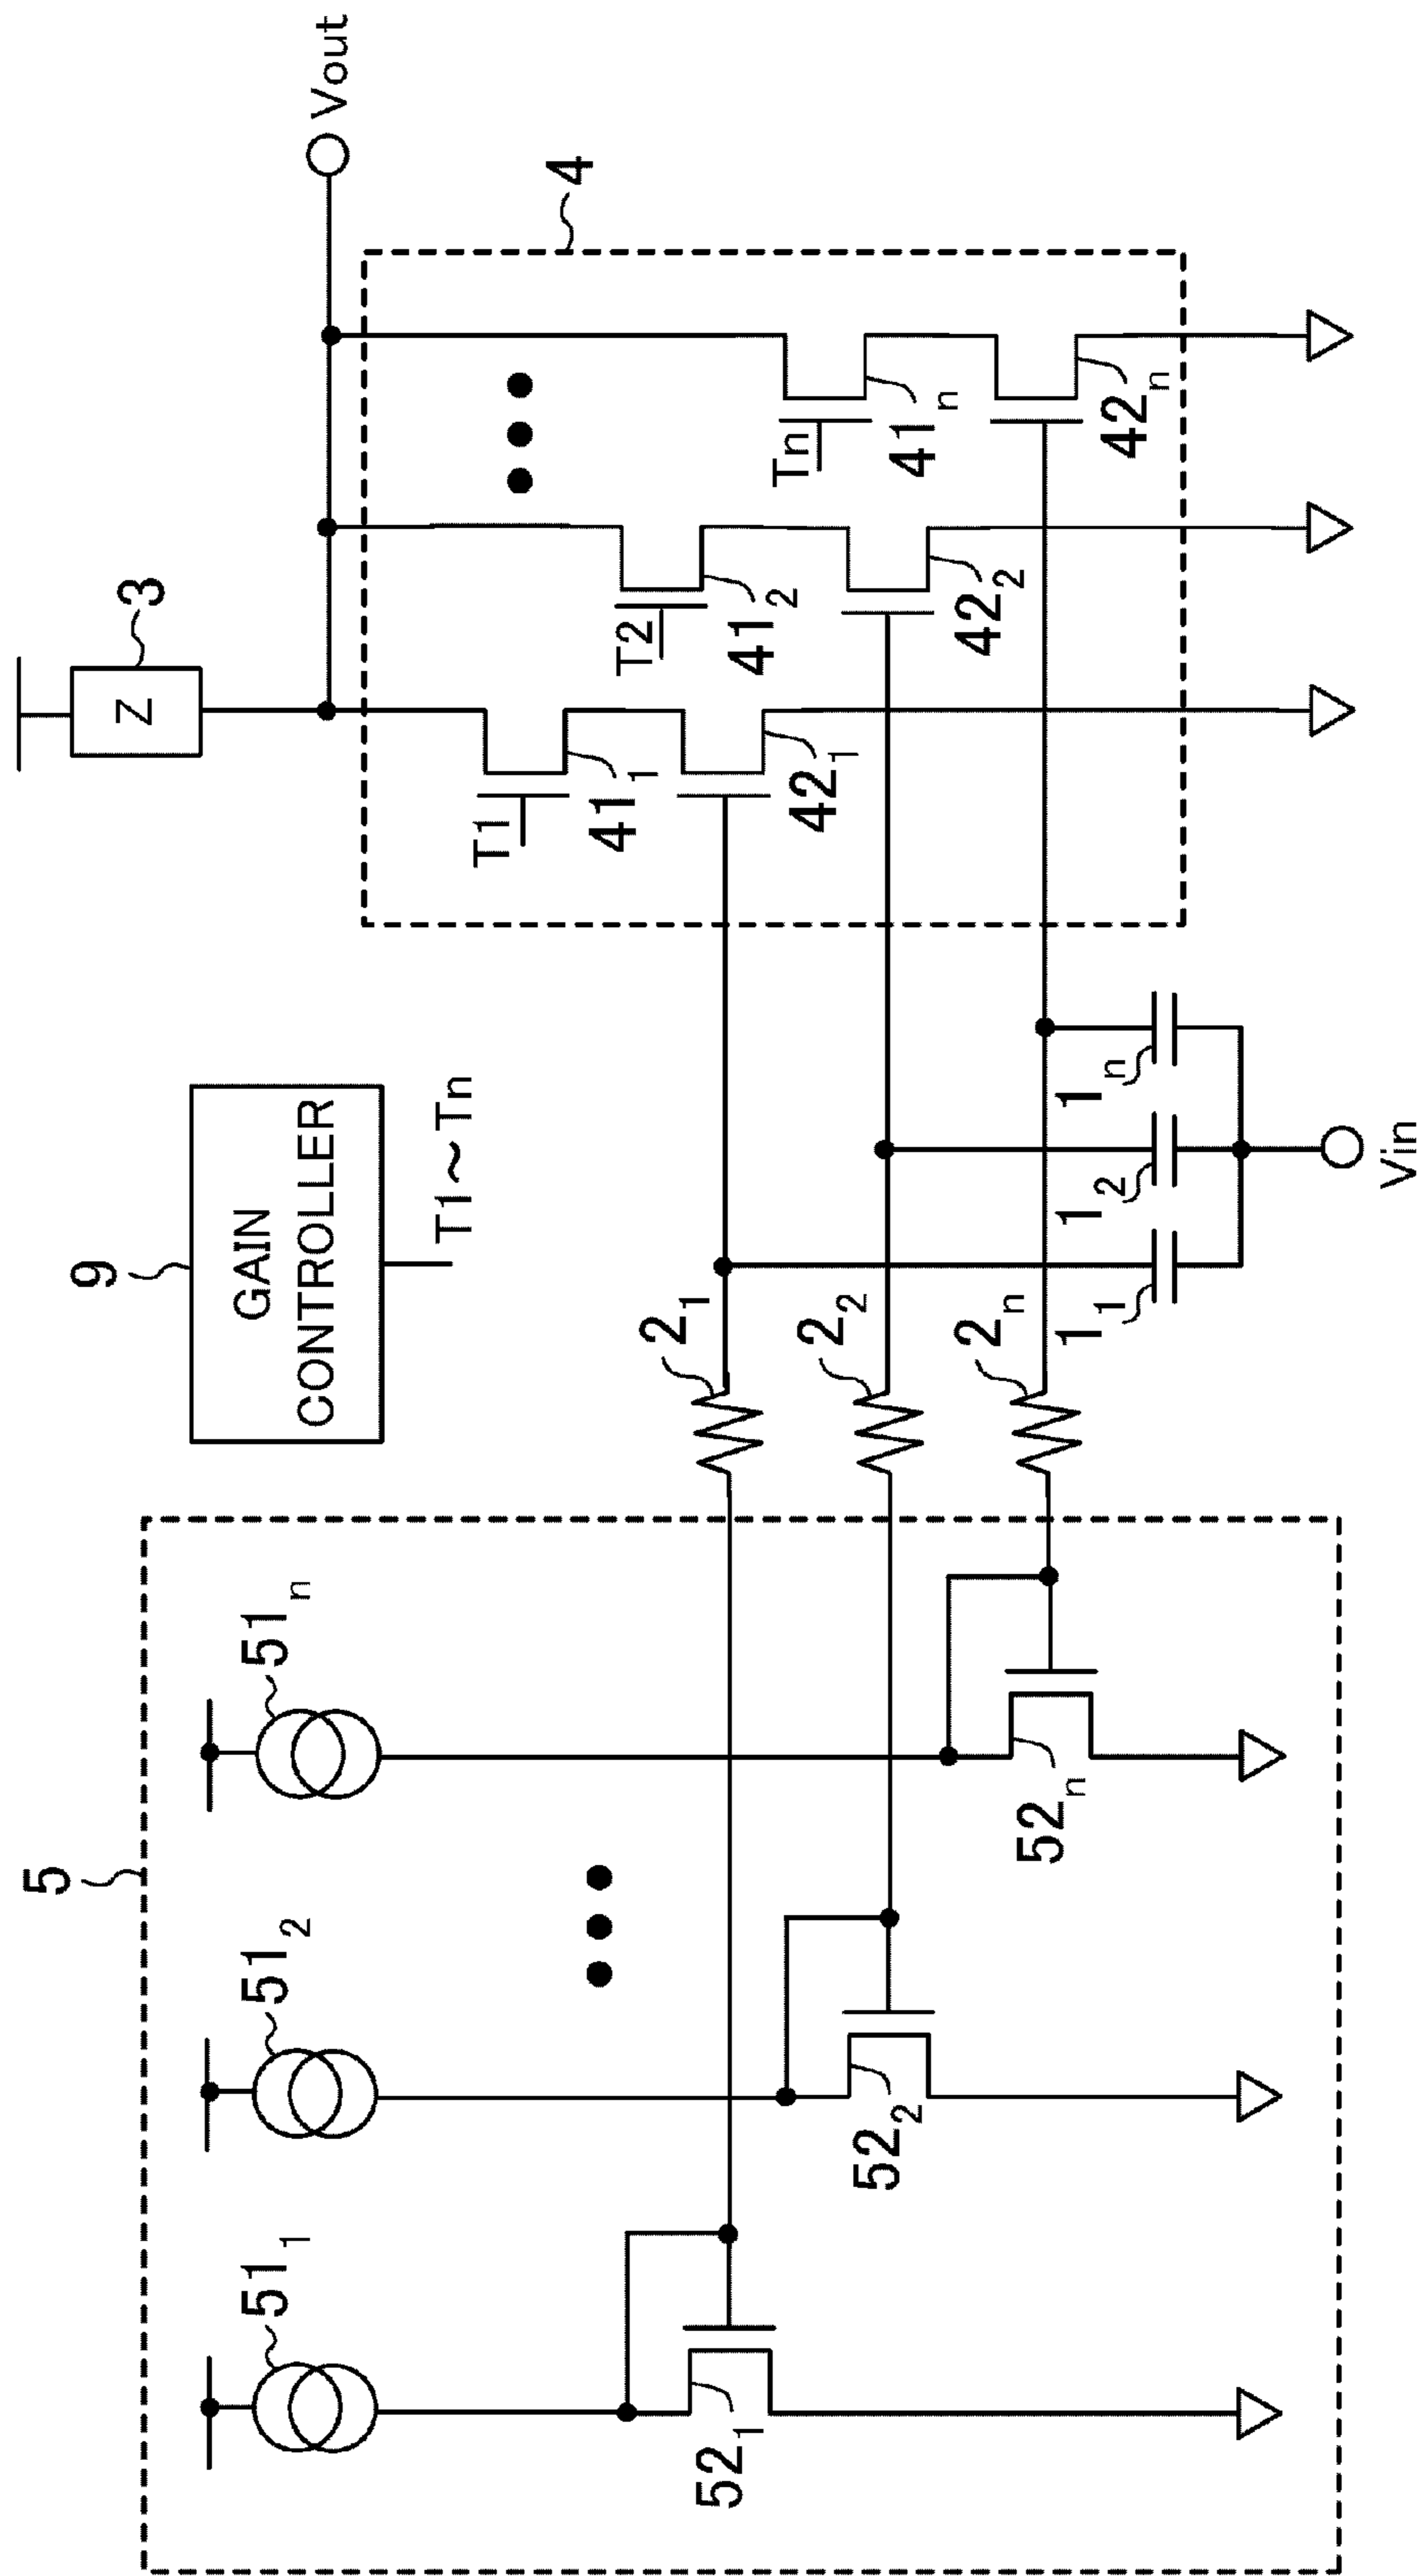 5
51₁
51₂
51ₙ
52₁
52₂
52ₙ
9
GAIN
CONTROLLER
T1~Tn
2₁
2₂
2ₙ
1₁
1₂
1ₙ
Vin
3
Z
Vout
4
T1
41₁
42₁
T2
41₂
42₂
Tn
41ₙ
42ₙ